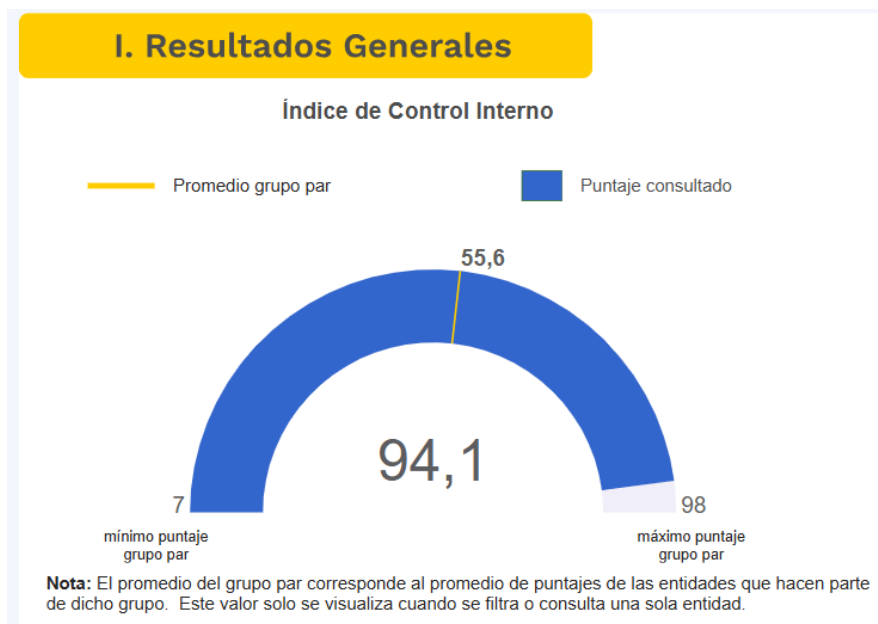 I. Resultados Generales
Índice de Control Interno
Promedio grupo par
Puntaje consultado
55,6
94,1
7
98
mínimo puntaje
grupo par
máximo puntaje
grupo par
Nota: El promedio del grupo par corresponde al promedio de puntajes de las entidades que hacen parte
de dicho grupo. Este valor solo se visualiza cuando se filtra o consulta una sola entidad.